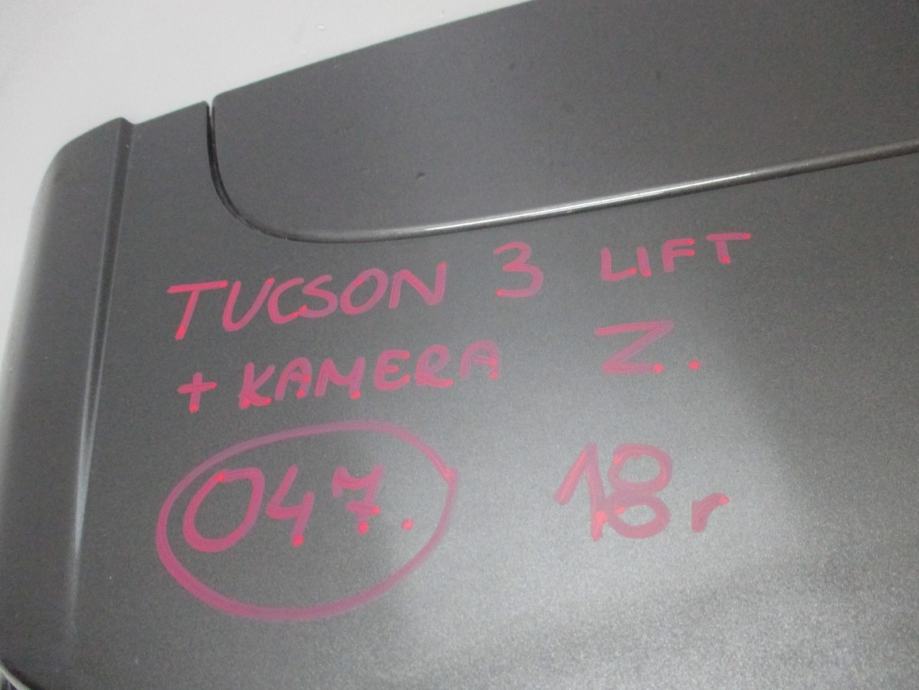 TUCSON 3 LIFT
+ KAMERA Z.
047. 18r